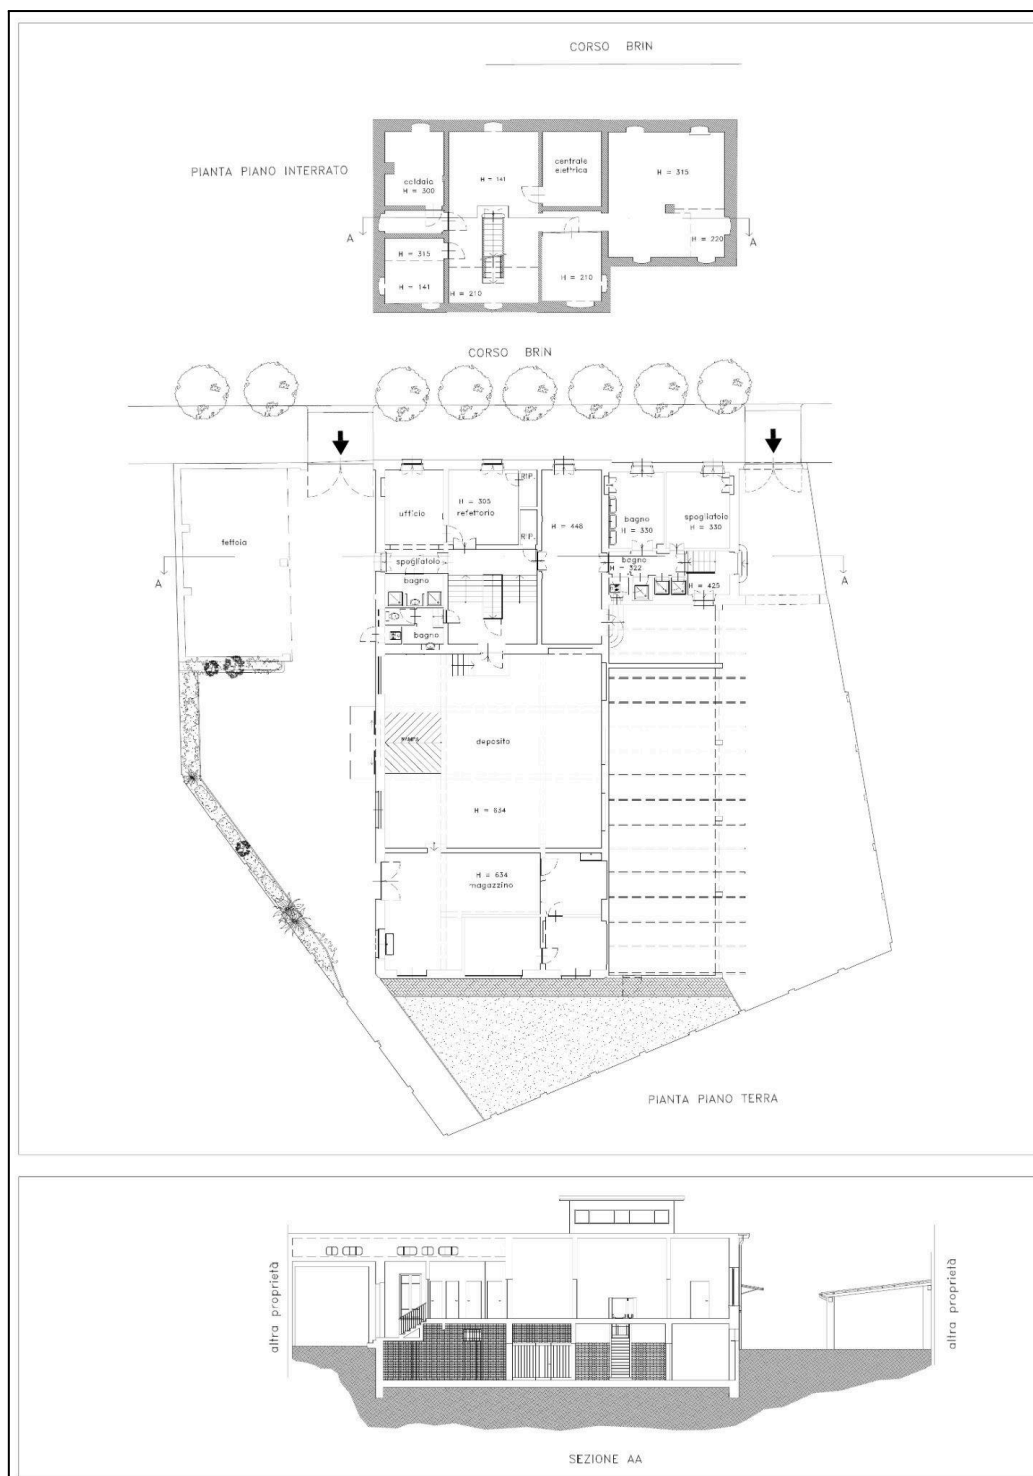 CORSO BRIN
PIANTA PIANO INTERRATO
caldaia
H = 300
H = 141
centrale
elettrica
H = 315
A
A
H = 315
H = 220
H = 141
H = 210
H = 210
CORSO BRIN
tettoia
ufficio
H = 305
refettorio
RIP.
RIP.
H = 448
bagno
H = 330
spogliatoio
H = 330
A
spogliatoio
bagno
H = 322
A
bagno
H = 425
bagno
deposito
H = 634
H = 634
magazzino
PIANTA PIANO TERRA
altra proprietà
altra proprietà
SEZIONE AA